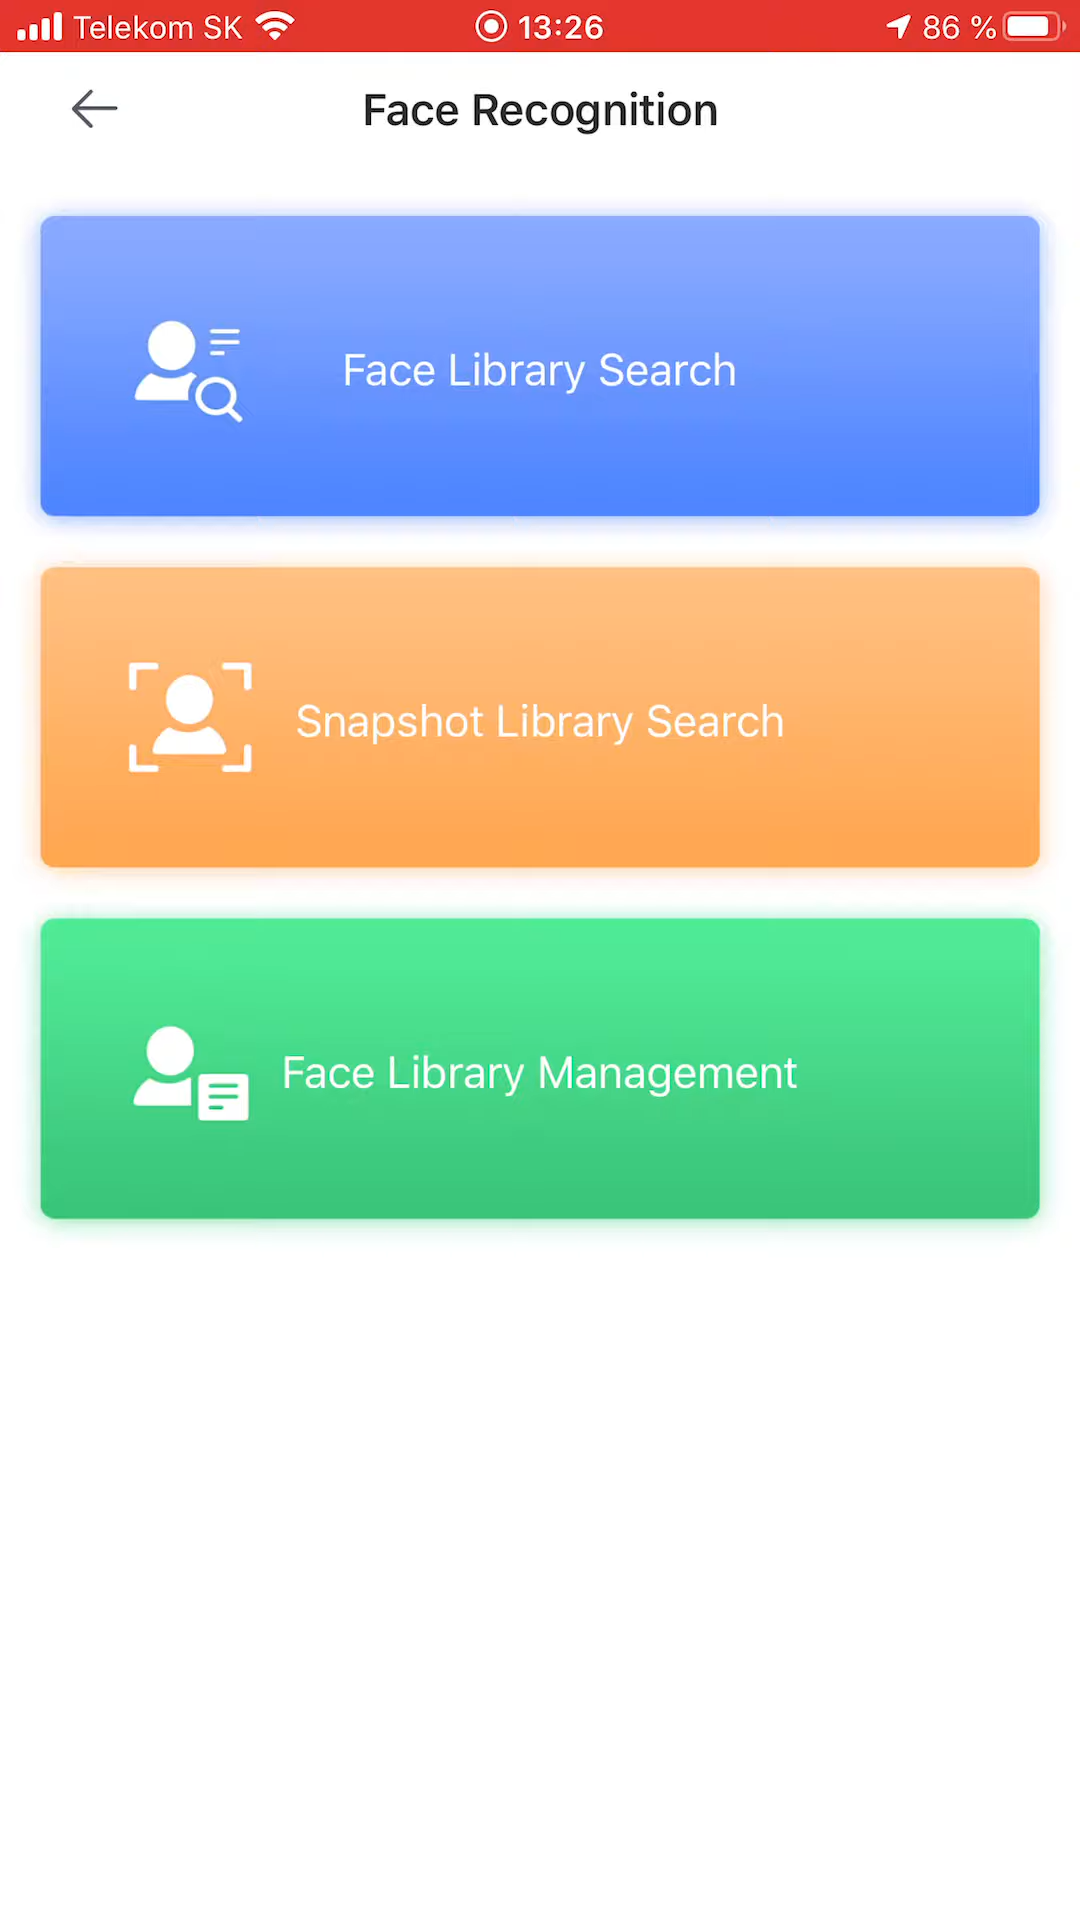 Telekom SK 13:26 86 %
Face Recognition
Face Library Search
Snapshot Library Search
Face Library Management